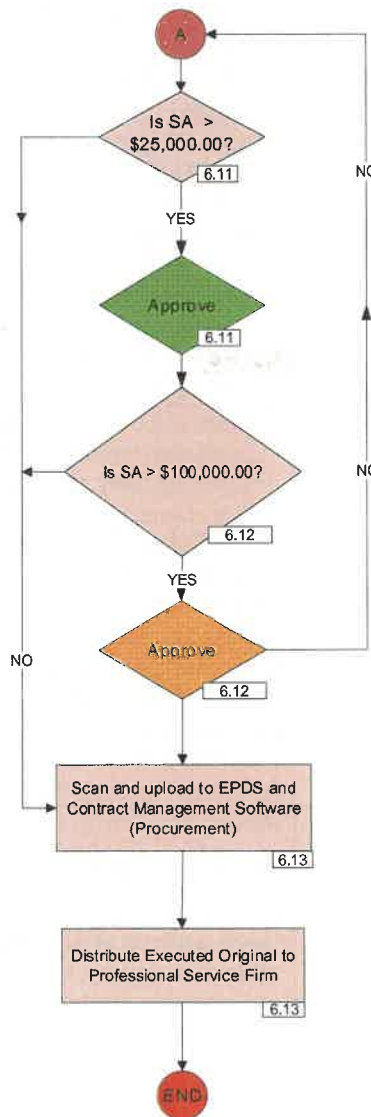 A
Is SA >
$25,000.00?
6.11
NO
YES
Approve
6.11
Is SA > $100,000.00?
NO
6.12
YES
Approve
NO
6.12
Scan and upload to EPDS and
Contract Management Software
(Procurement)
6.13
Distribute Executed Original to
Professional Service Firm
6.13
END